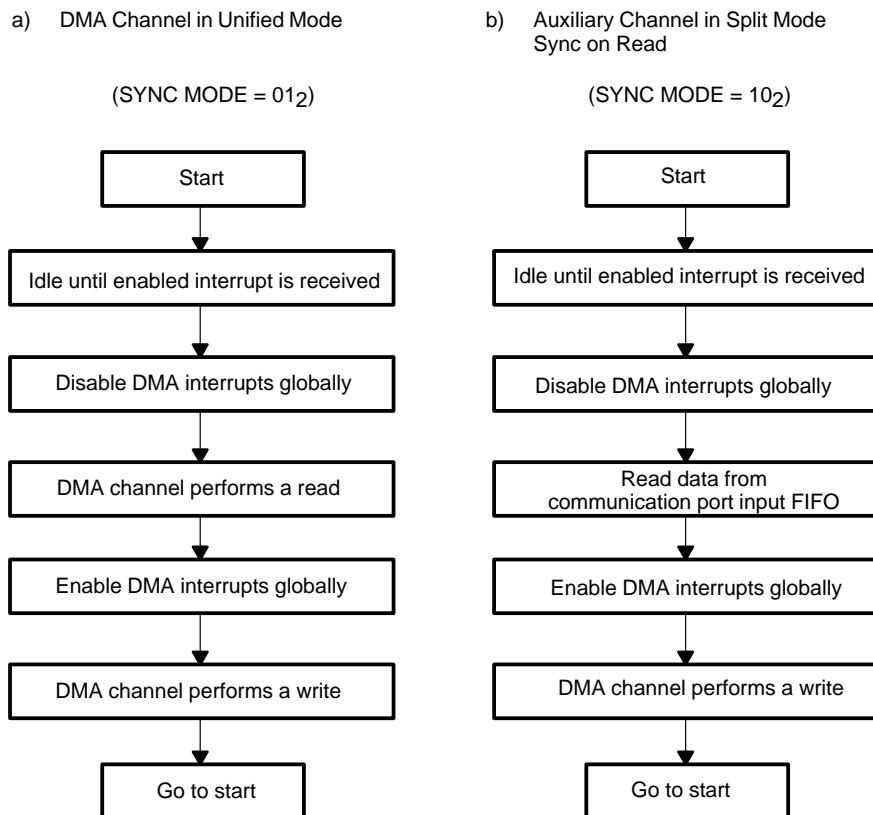 a) DMA Channel in Unified Mode
(SYNC MODE = 01₂)
Start
Idle until enabled interrupt is received
Disable DMA interrupts globally
DMA channel performs a read
Enable DMA interrupts globally
DMA channel performs a write
Go to start
b) Auxiliary Channel in Split Mode
Sync on Read
(SYNC MODE = 10₂)
Start
Idle until enabled interrupt is received
Disable DMA interrupts globally
Read data from
communication port input FIFO
Enable DMA interrupts globally
DMA channel performs a write
Go to start